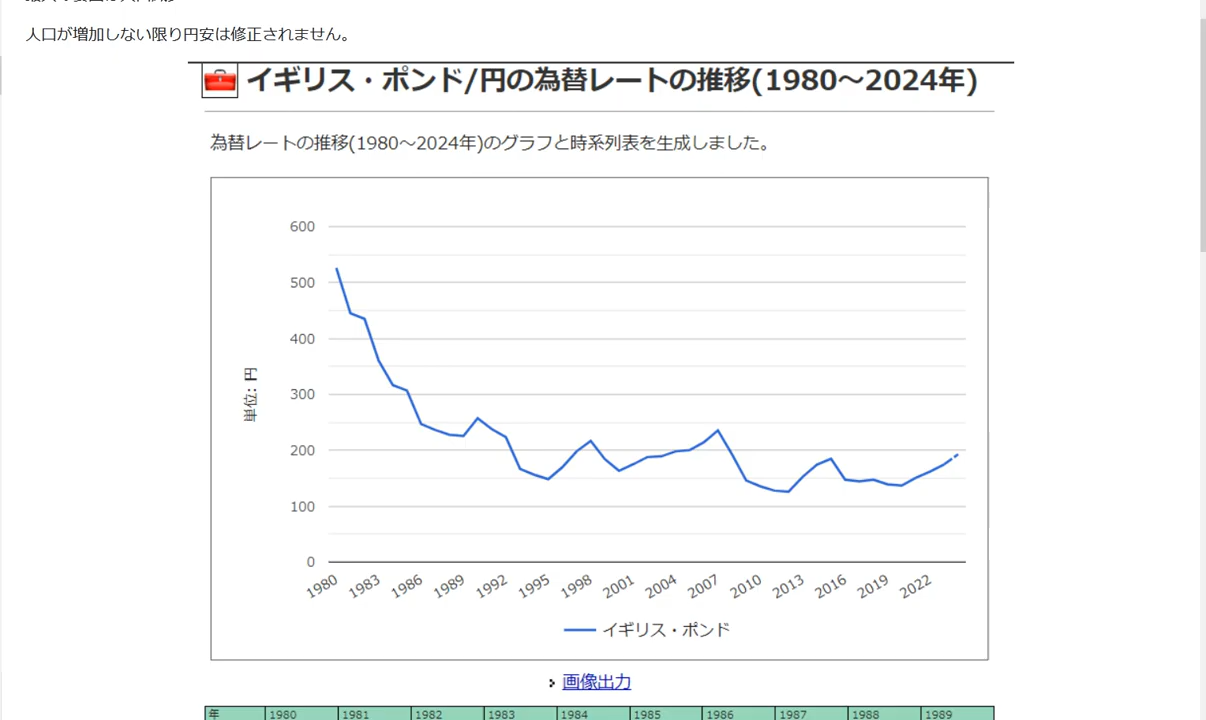 人口が増加しない限り円安は修正されません。
イギリス・ポンド/円の為替レートの推移(1980～2024年)
為替レートの推移(1980～2024年)のグラフと時系列表を生成しました。
600
500
400
300
200
100
0
単位: 円
1980 1983 1986 1989 1992 1995 1998 2001 2004 2007 2010 2013 2016 2019 2022
イギリス・ポンド
画像出力
年 1980 1981 1982 1983 1984 1985 1986 1987 1988 1989